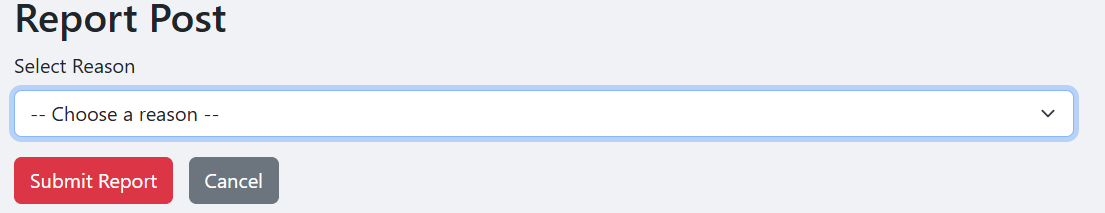 Report Post
Select Reason
-- Choose a reason --
Submit Report Cancel